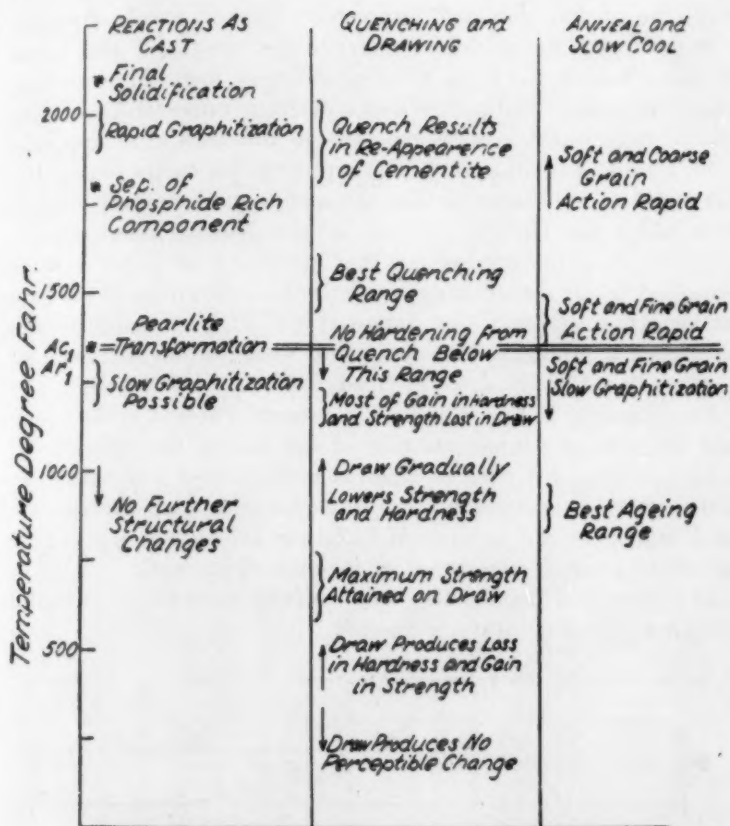 REACTIONS AS
CAST
Final
Solidification
Rapid Graphitization
Sep. of
Phosphide Rich
Component
Pearlite
Transformation
Slow Graphitization
Possible
No Further
Structural
Changes
QUENCHING AND
DRAWING
Quench Results
in Re-Appearence
of Cementite
Best Quenching
Range
No Hardening from
Quench Below
This Range
Most of Gain in Hardness
and Strength Lost in Draw
Draw Gradually
Lowers Strength
and Hardness
Maximum Strength
Attained on Draw
Draw Produces Loss
in Hardness and Gain
in Strength
Draw Produces No
Perceptible Change
ANNEAL AND
SLOW COOL
Soft and Coarse
Grain
Action Rapid
Soft and Fine Grain
Action Rapid
Soft and Fine Grain
Slow Graphitization
Best Ageing
Range
Temperature Degree Fahr.
2000
1500
Ac1
Ar1
1000
500